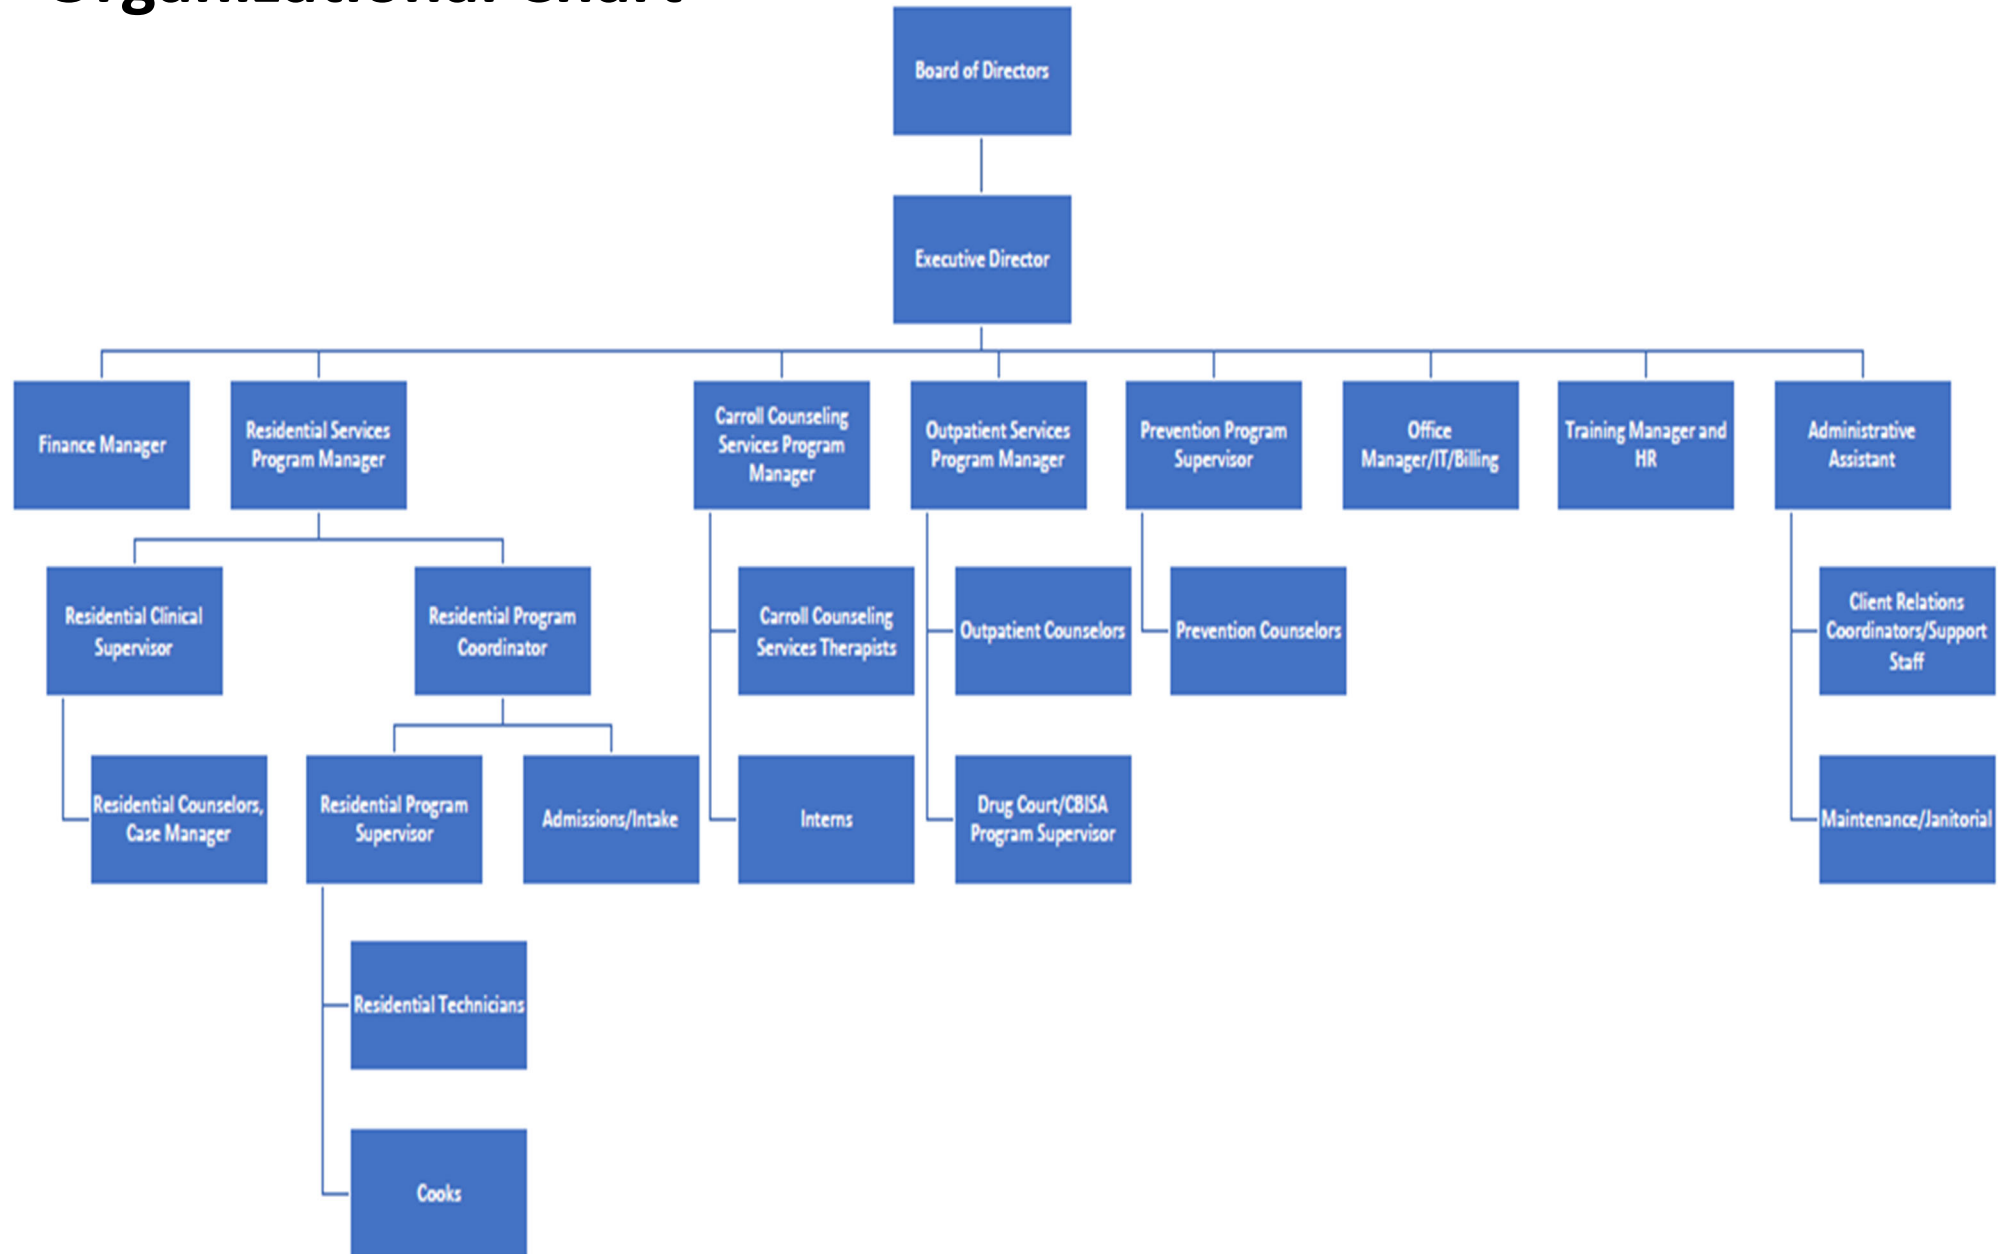 Organizational Chart
Board of Directors
Executive Director
Finance Manager
Residential Services
Program Manager
Carroll Counseling
Services Program
Manager
Outpatient Services
Program Manager
Prevention Program
Supervisor
Office
Manager/IT/Billing
Training Manager and
HR
Administrative
Assistant
Residential Clinical
Supervisor
Residential Program
Coordinator
Carroll Counseling
Services Therapists
Outpatient Counselors
Prevention Counselors
Client Relations
Coordinators/Support
Staff
Residential Counselors,
Case Manager
Residential Program
Supervisor
Admissions/Intake
Interns
Drug Court/CBISA
Program Supervisor
Maintenance/Janitorial
Residential Technicians
Cooks